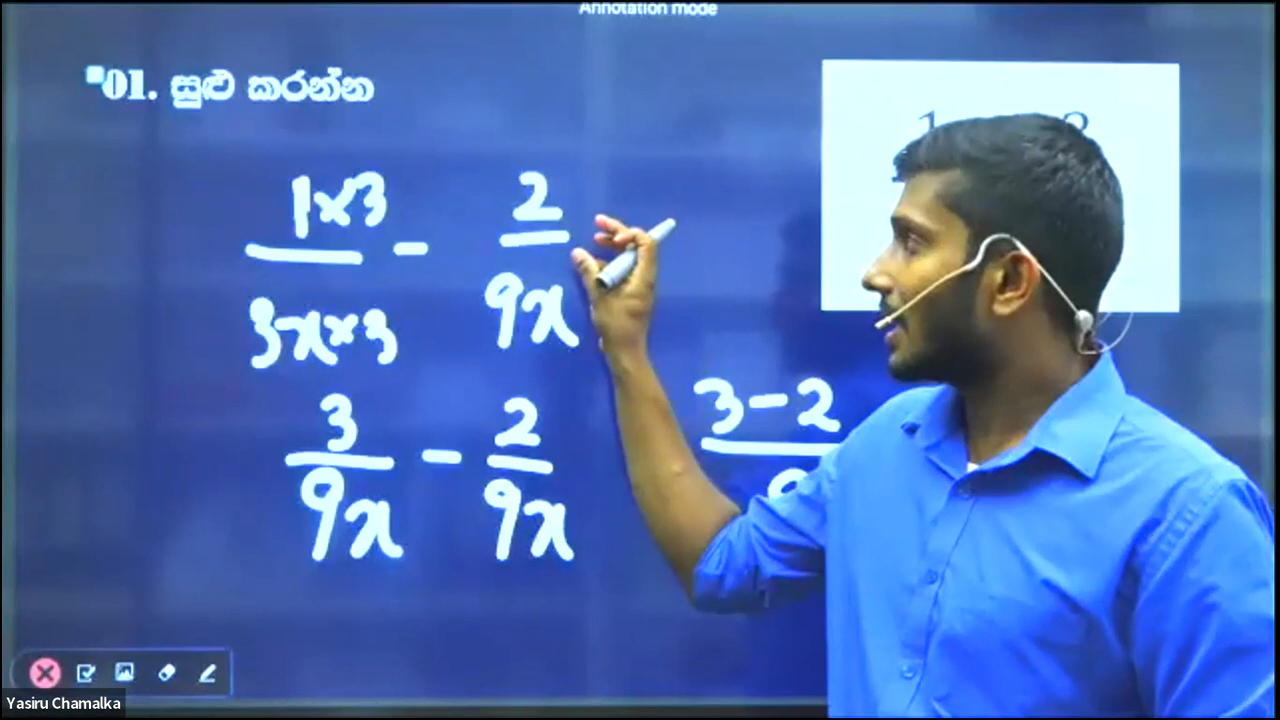 Annotation mode
01. සුළු කරන්න
1×3 / 3x×3 − 2 / 9x
3 / 9x − 2 / 9x
3 − 2
Yasiru Chamalka